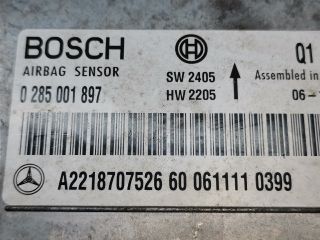 BOSCH
Q1
AIRBAG SENSOR
SW 2405
Assembled in
0 285 001 897
HW 2205
06-
A2218707526 60 061111 0399